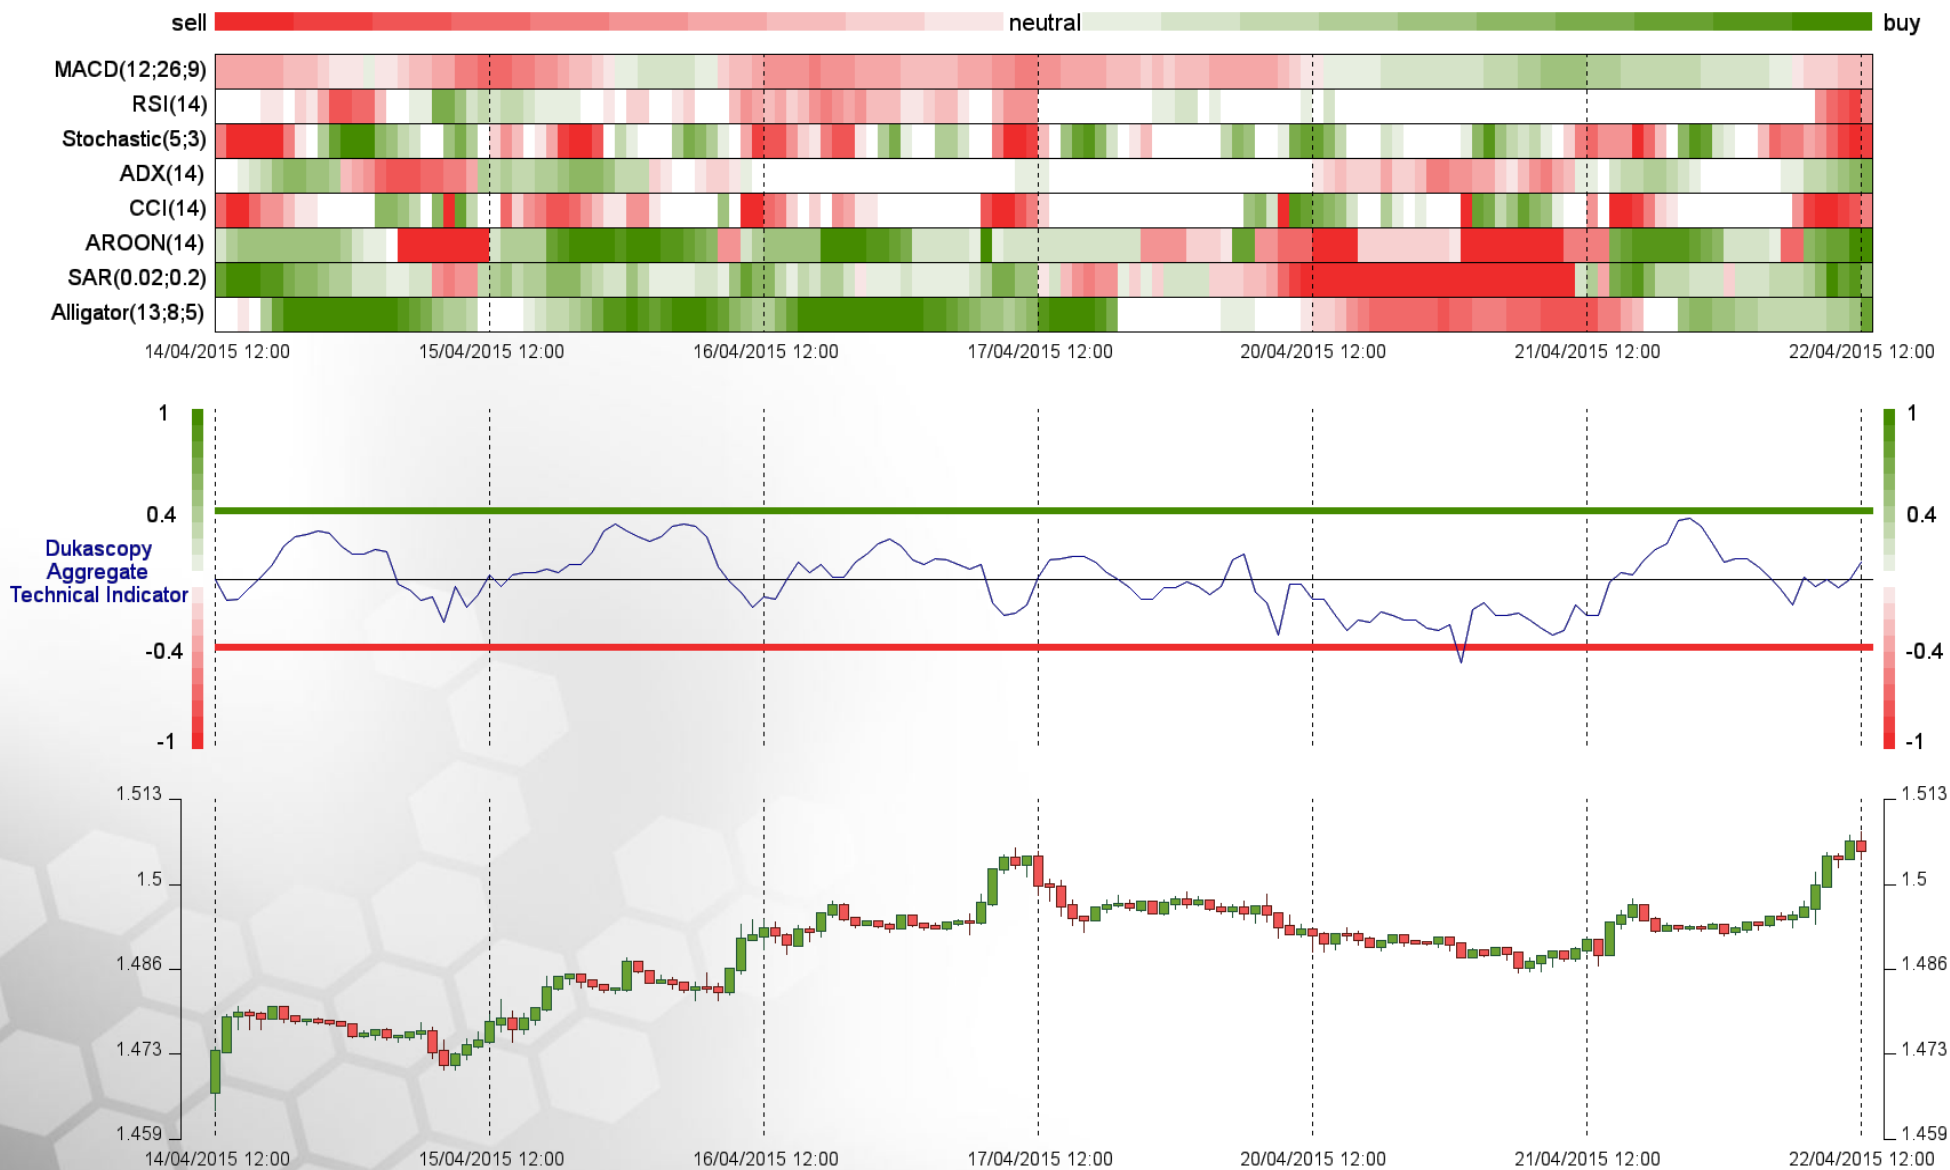 sell neutral buy
MACD(12;26;9)
RSI(14)
Stochastic(5;3)
ADX(14)
CCI(14)
AROON(14)
SAR(0.02;0.2)
Alligator(13;8;5)
14/04/2015 12:00 15/04/2015 12:00 16/04/2015 12:00 17/04/2015 12:00 20/04/2015 12:00 21/04/2015 12:00 22/04/2015 12:00
1 1
0.4 0.4
Dukascopy
Aggregate
Technical Indicator
-0.4 -0.4
-1 -1
1.513 1.513
1.5 1.5
1.486 1.486
1.473 1.473
1.459 1.459
14/04/2015 12:00 15/04/2015 12:00 16/04/2015 12:00 17/04/2015 12:00 20/04/2015 12:00 21/04/2015 12:00 22/04/2015 12:00